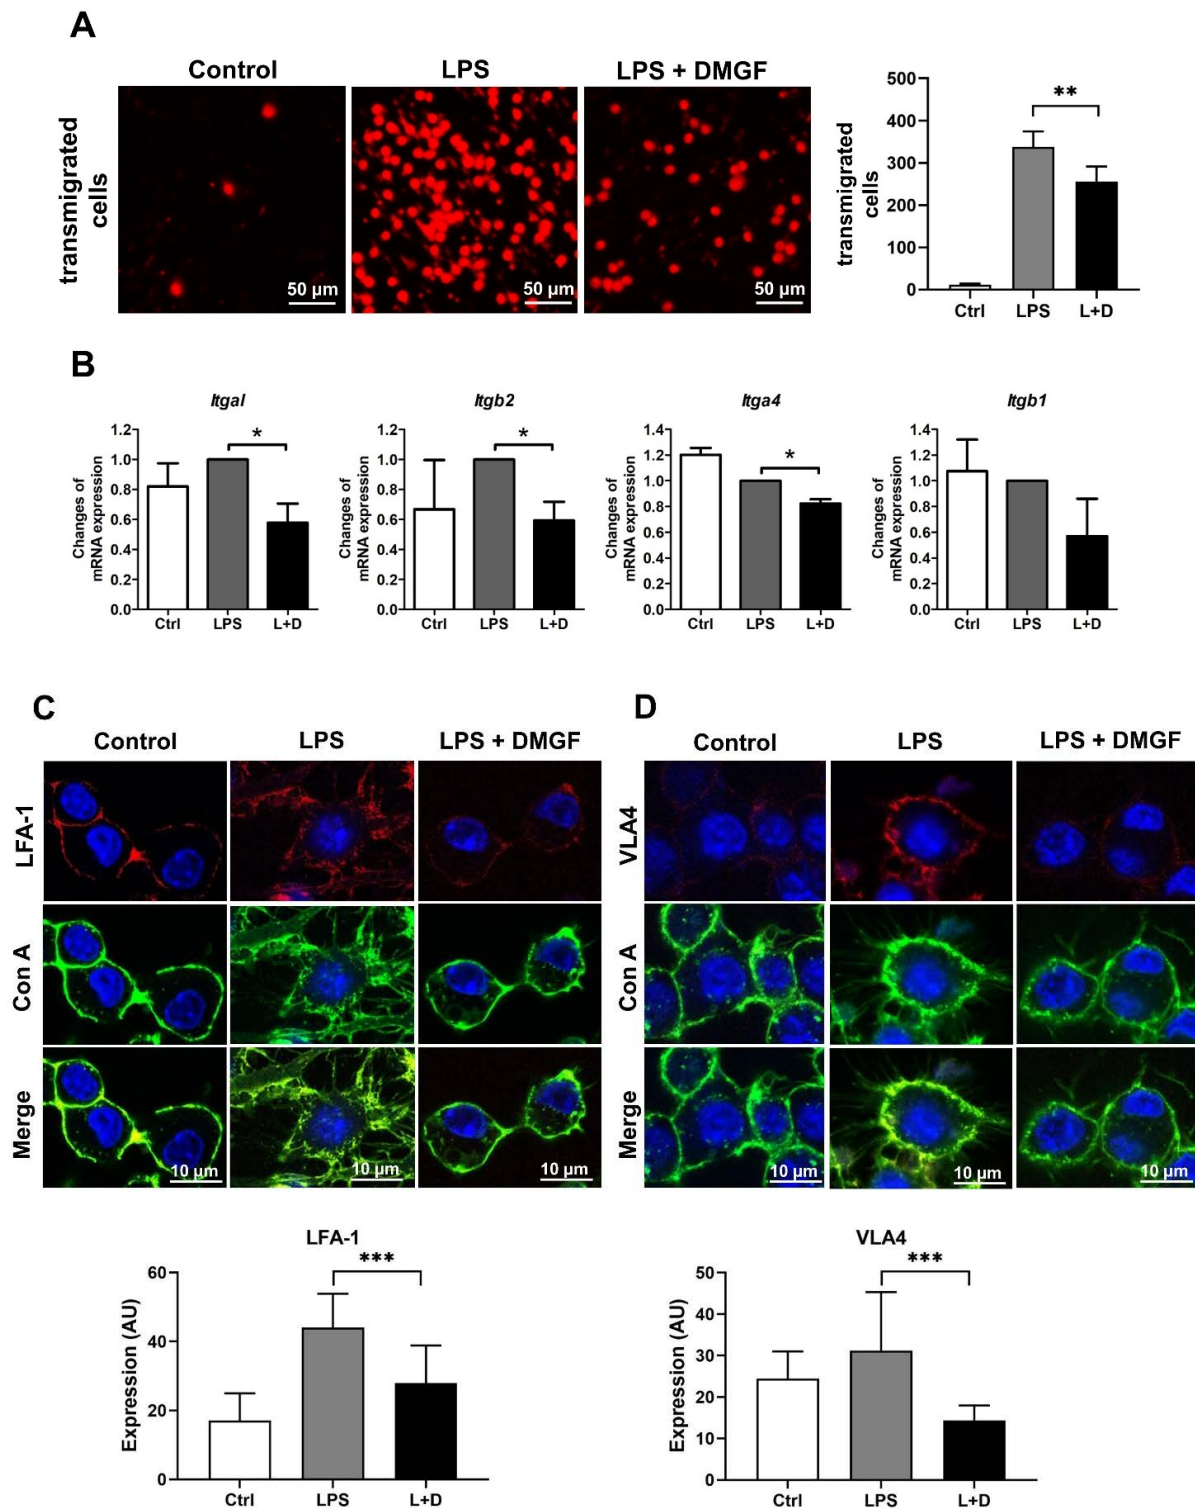 A
Control LPS LPS + DMGF
transmigrated
cells
50 µm 50 µm 50 µm
transmigrated
cells
500
400
300
200
100
0
**
Ctrl LPS L+D
B
Itgal Itgb2 Itga4 Itgb1
Changes of
mRNA expression
1.2
1.0
0.8
0.6
0.4
0.2
0.0
*
Ctrl LPS L+D
Changes of
mRNA expression
1.2
1.0
0.8
0.6
0.4
0.2
0.0
*
Ctrl LPS L+D
Changes of
mRNA expression
1.4
1.2
1.0
0.8
0.6
0.4
0.2
0.0
*
Ctrl LPS L+D
Changes of
mRNA expression
1.4
1.2
1.0
0.8
0.6
0.4
0.2
0.0
Ctrl LPS L+D
C
Control LPS LPS + DMGF
LFA-1
Con A
Merge
10 µm 10 µm 10 µm
LFA-1
***
Expression (AU)
60
40
20
0
Ctrl LPS L+D
D
Control LPS LPS + DMGF
VLA4
Con A
Merge
10 µm 10 µm 10 µm
VLA4
***
Expression (AU)
50
40
30
20
10
0
Ctrl LPS L+D